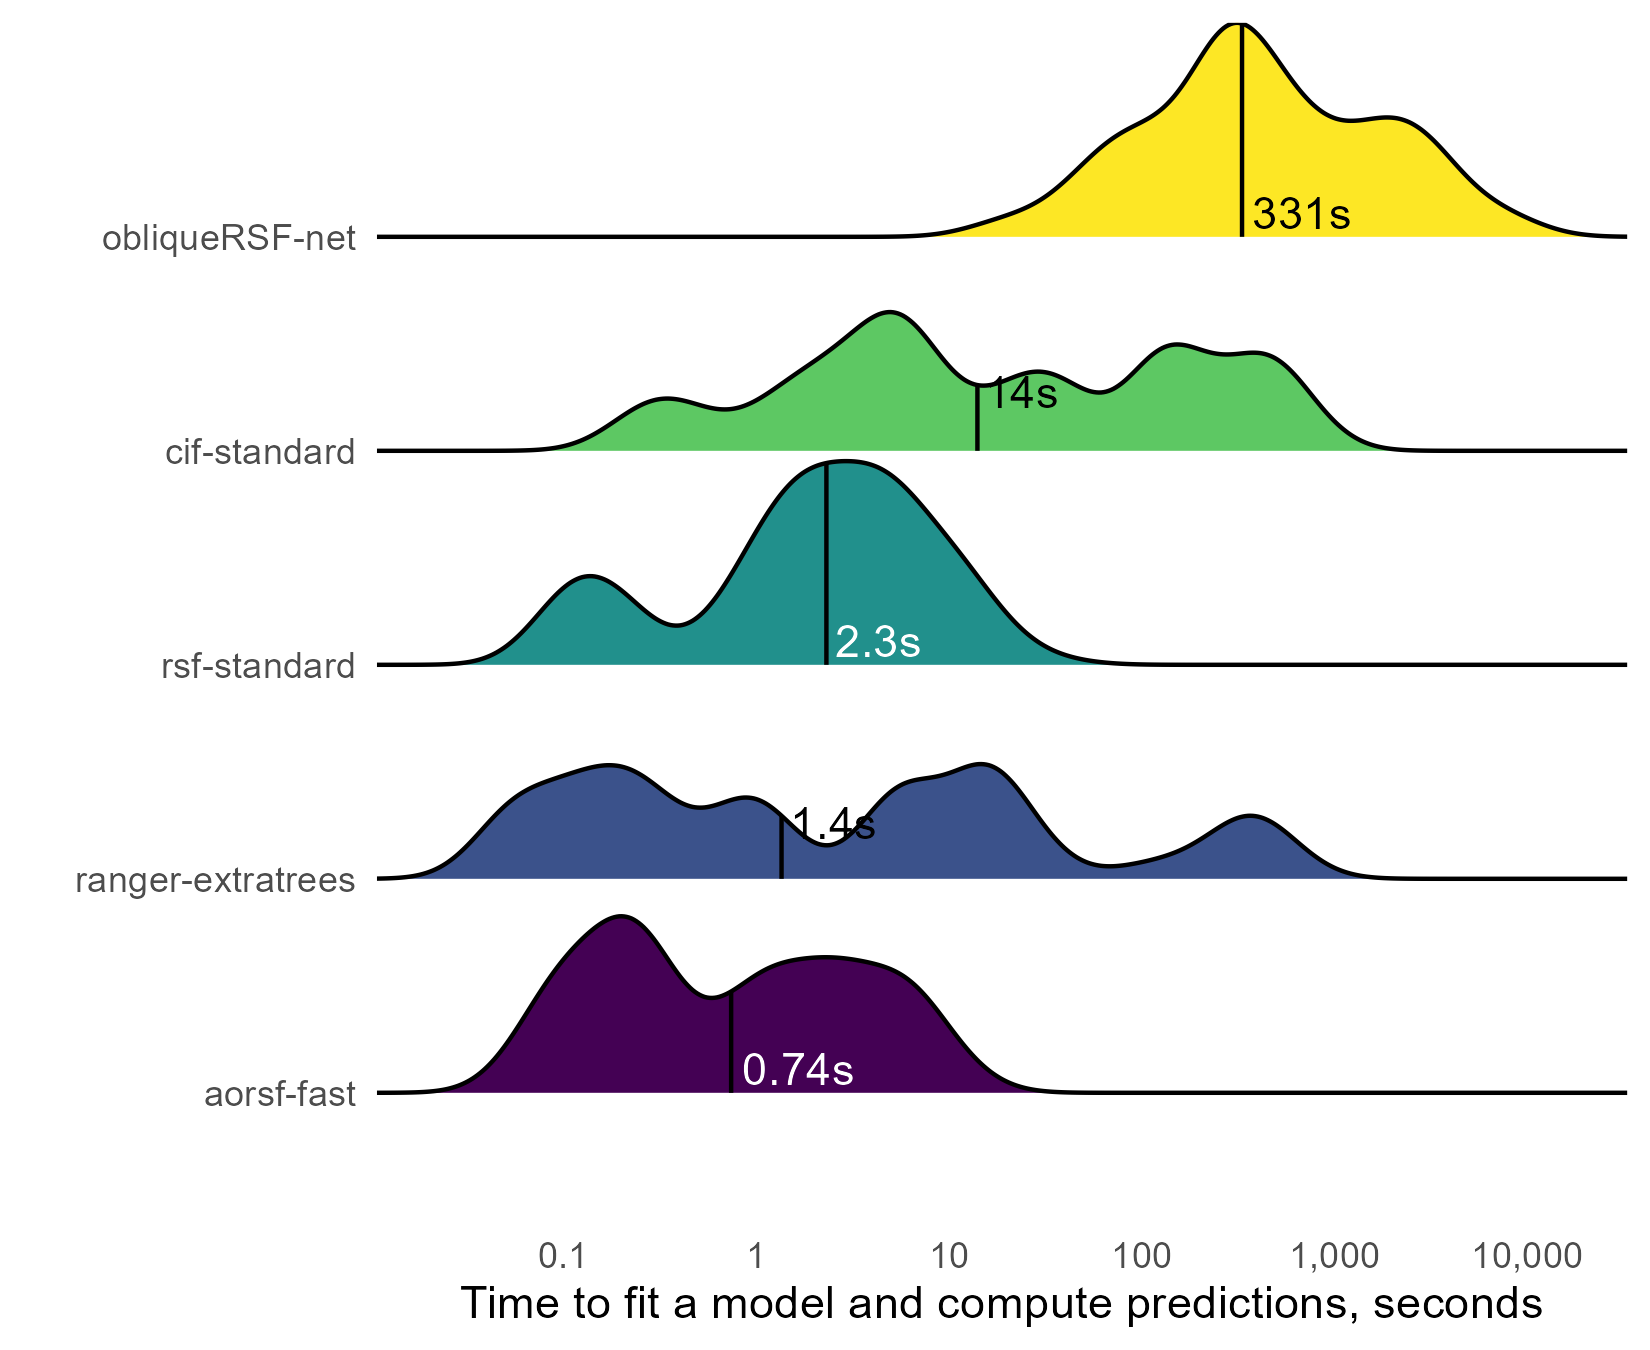 331s
obliqueRSF-net
14s
cif-standard
2.3s
rsf-standard
1.4s
ranger-extratrees
0.74s
aorsf-fast
0.1 1 10 100 1,000 10,000
Time to fit a model and compute predictions, seconds